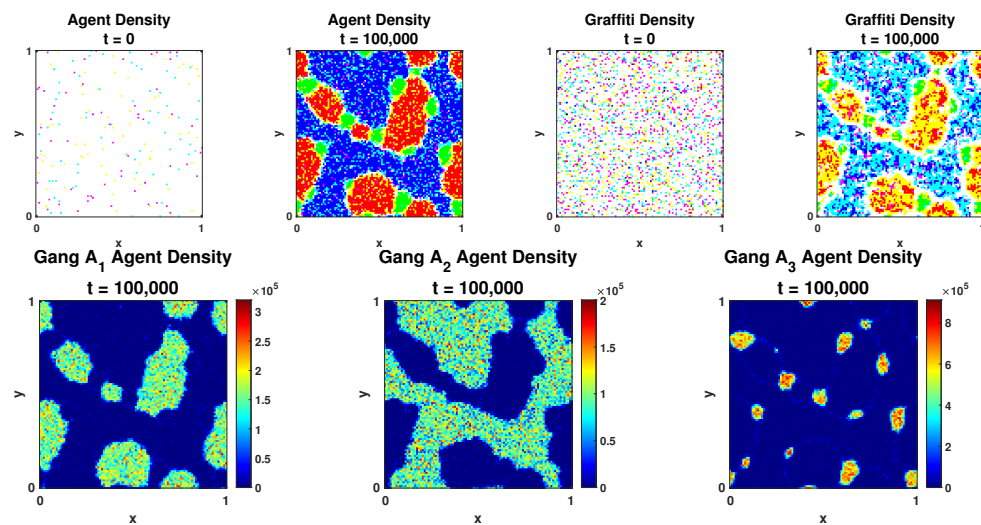 Agent Density
t = 0
1
y
0
0
x
1
Agent Density
t = 100,000
1
y
0
0
x
1
Graffiti Density
t = 0
1
y
0
0
x
1
Graffiti Density
t = 100,000
1
y
0
0
x
1
Gang A1 Agent Density
t = 100,000
1
y
0
0
x
1
×10^5
3
2.5
2
1.5
1
0.5
0
Gang A2 Agent Density
t = 100,000
1
y
0
0
x
1
×10^5
2
1.5
1
0.5
0
Gang A3 Agent Density
t = 100,000
1
y
0
0
x
1
×10^5
8
6
4
2
0